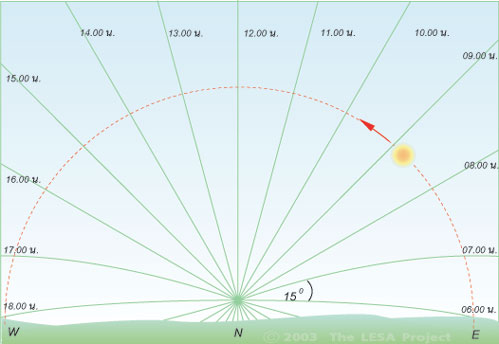 14.00 น.
13.00 น.
12.00 น.
11.00 น.
10.00 น.
09.00 น.
15.00 น.
08.00 น.
16.00 น.
17.00 น.
07.00 น.
15°
18.00 น.
06.00 น.
W
N
E
© 2003 The LESA Project